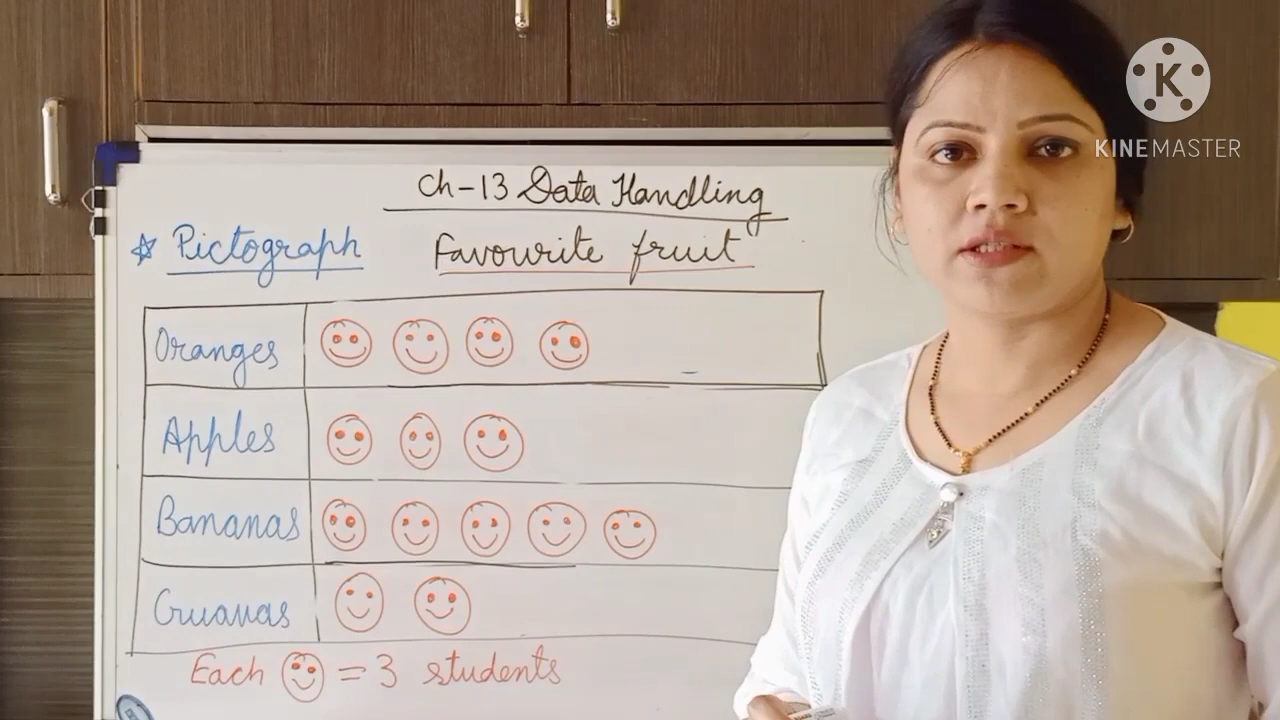 K
KINEMASTER
Ch-13 Data Handling
☆ Pictograph
Favourite fruit
Oranges
Apples
Bananas
Guavas
Each = 3 students